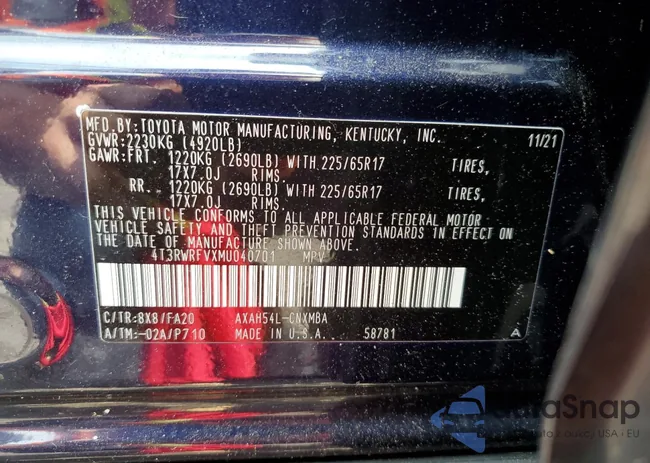 MFD.BY:TOYOTA MOTOR MANUFACTURING, KENTUCKY, INC. 11/21
GVWR:2230KG (4920LB)
GAWR:FRT. 1220KG (2690LB) WITH 225/65R17 TIRES,
17X7.0J RIMS.
RR. 1220KG (2690LB) WITH 225/65R17 TIRES,
17X7.0J RIMS.
THIS VEHICLE CONFORMS TO ALL APPLICABLE FEDERAL MOTOR
VEHICLE SAFETY AND THEFT PREVENTION STANDARDS IN EFFECT ON
THE DATE OF MANUFACTURE SHOWN ABOVE.
4T3RWRFVXMU040701 MPV
C/TR:8X8/FA20 AXAH54L-CNXMBA
A/TM:-02A/P710 MADE IN U.S.A. 58781 A
DataSnap
USA - EU